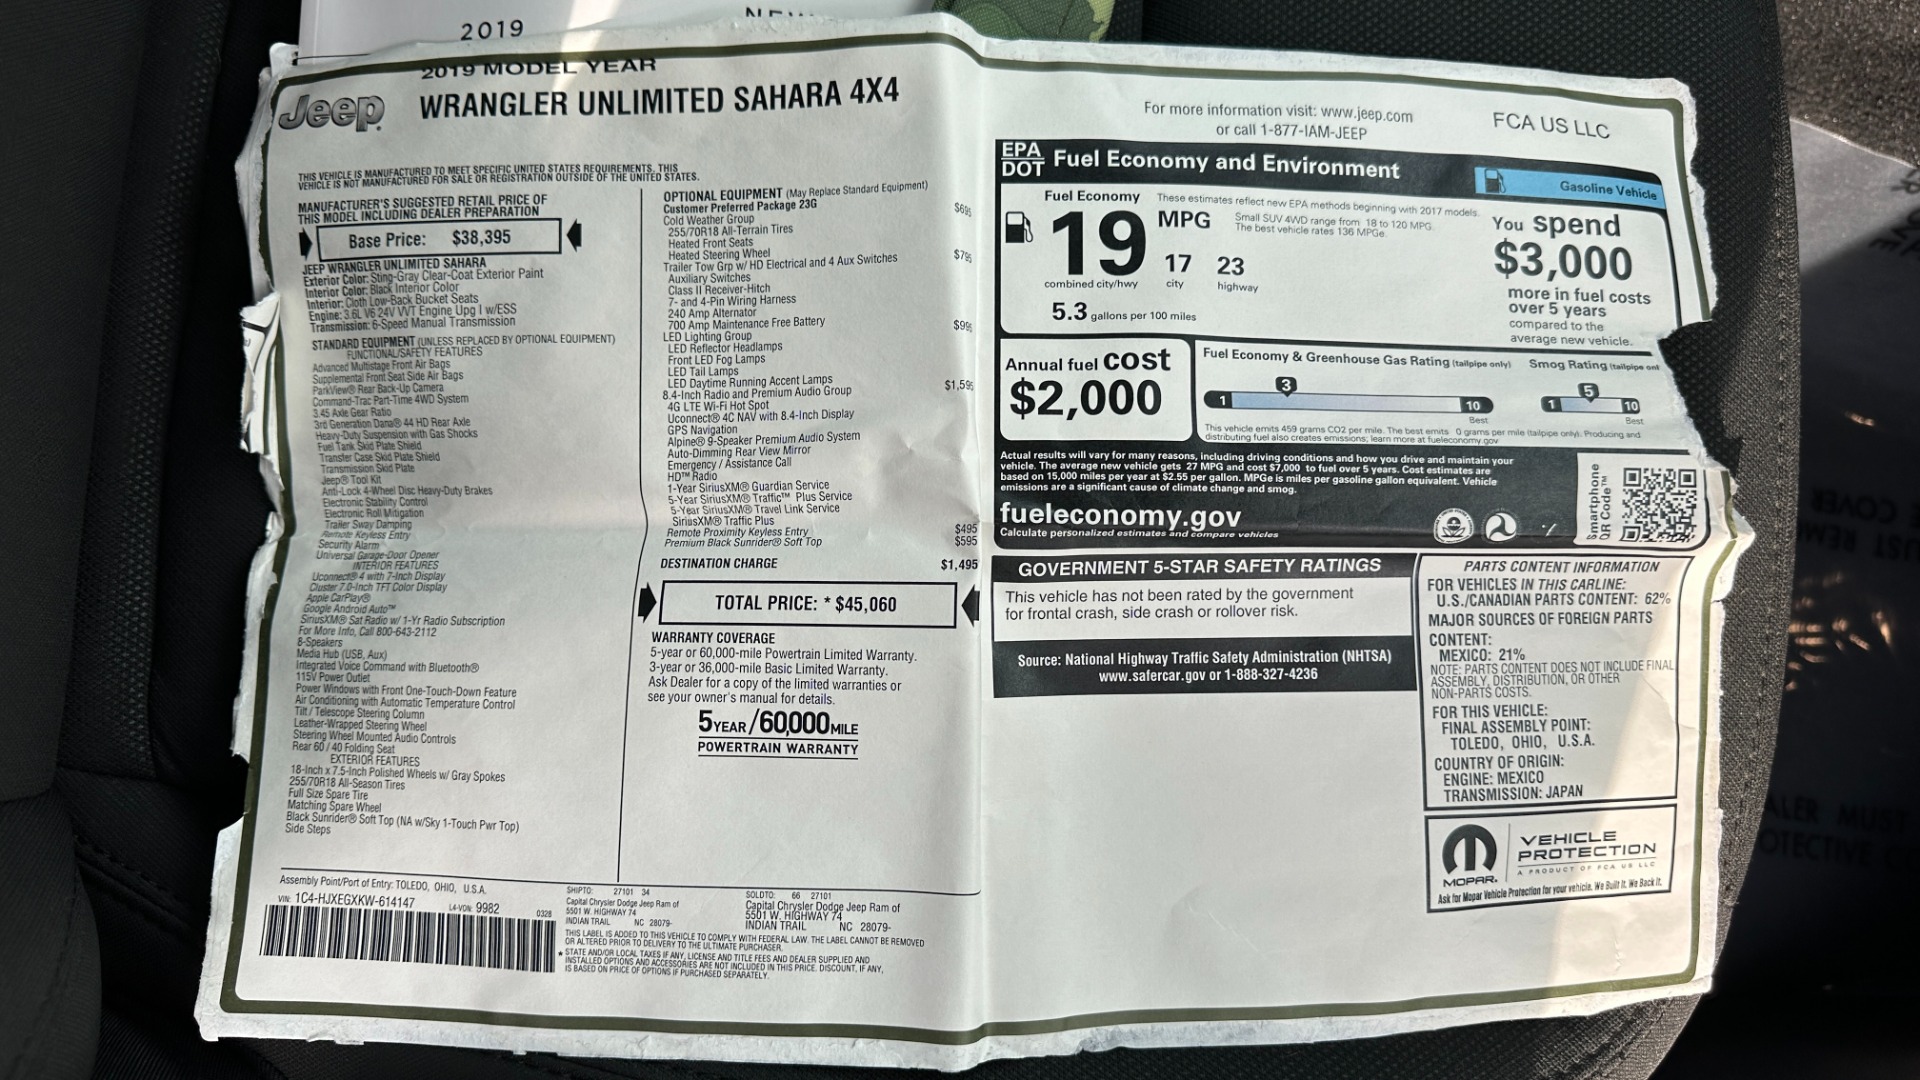 2019
2019 MODEL YEAR
Jeep
WRANGLER UNLIMITED SAHARA 4X4
THIS VEHICLE IS MANUFACTURED TO MEET SPECIFIC UNITED STATES REQUIREMENTS. THIS
VEHICLE IS NOT MANUFACTURED FOR SALE OR REGISTRATION OUTSIDE OF THE UNITED STATES.
MANUFACTURER'S SUGGESTED RETAIL PRICE OF
THIS MODEL INCLUDING DEALER PREPARATION
Base Price: $38,395
JEEP WRANGLER UNLIMITED SAHARA
Exterior Color: Sting-Gray Clear-Coat Exterior Paint
Interior Color: Black Interior Color
Interior: Cloth Low-Back Bucket Seats
Engine: 3.6L V6 24V VVT Engine Upg I w/ESS
Transmission: 6-Speed Manual Transmission
STANDARD EQUIPMENT (UNLESS REPLACED BY OPTIONAL EQUIPMENT)
FUNCTIONAL/SAFETY FEATURES
Advanced Multistage Front Air Bags
Supplemental Front Seat Side Air Bags
ParkView® Rear Back-Up Camera
Command-Trac Part-Time 4WD System
3.45 Axle Gear Ratio
3rd Generation Dana® 44 HD Rear Axle
Heavy-Duty Suspension with Gas Shocks
Fuel Tank Skid Plate Shield
Transfer Case Skid Plate Shield
Transmission Skid Plate
Jeep® Tool Kit
Anti-Lock 4-Wheel Disc Heavy-Duty Brakes
Electronic Stability Control
Electronic Roll Mitigation
Trailer Sway Damping
Remote Keyless Entry
Security Alarm
Universal Garage-Door Opener
INTERIOR FEATURES
Uconnect® 4 with 7-Inch Display
Cluster 7.0-Inch TFT Color Display
Apple CarPlay®
Google Android Auto™
SiriusXM® Sat Radio w/ 1-Yr Radio Subscription
For More Info, Call 800-643-2112
8-Speakers
Media Hub (USB, Aux)
Integrated Voice Command with Bluetooth®
115V Power Outlet
Power Windows with Front One-Touch-Down Feature
Air Conditioning with Automatic Temperature Control
Tilt / Telescope Steering Column
Leather-Wrapped Steering Wheel
Steering Wheel Mounted Audio Controls
Rear 60 / 40 Folding Seat
EXTERIOR FEATURES
18-Inch x 7.5-Inch Polished Wheels w/ Gray Spokes
255/70R18 All-Season Tires
Full Size Spare Tire
Matching Spare Wheel
Black Sunrider® Soft Top (NA w/Sky 1-Touch Pwr Top)
Side Steps
OPTIONAL EQUIPMENT (May Replace Standard Equipment)
Customer Preferred Package 23G
Cold Weather Group $695
255/70R18 All-Terrain Tires
Heated Front Seats
Heated Steering Wheel
Trailer Tow Grp w/ HD Electrical and 4 Aux Switches $795
Auxiliary Switches
Class II Receiver-Hitch
7- and 4-Pin Wiring Harness
240 Amp Alternator
700 Amp Maintenance Free Battery
LED Lighting Group $995
LED Reflector Headlamps
Front LED Fog Lamps
LED Tail Lamps
LED Daytime Running Accent Lamps
8.4-Inch Radio and Premium Audio Group $1,595
4G LTE Wi-Fi Hot Spot
Uconnect® 4C NAV with 8.4-Inch Display
GPS Navigation
Alpine® 9-Speaker Premium Audio System
Auto-Dimming Rear View Mirror
Emergency / Assistance Call
HD™ Radio
1-Year SiriusXM® Guardian Service
5-Year SiriusXM® Traffic™ Plus Service
5-Year SiriusXM® Travel Link Service
SiriusXM® Traffic Plus
Remote Proximity Keyless Entry $495
Premium Black Sunrider® Soft Top $595
DESTINATION CHARGE $1,495
TOTAL PRICE: * $45,060
WARRANTY COVERAGE
5-year or 60,000-mile Powertrain Limited Warranty.
3-year or 36,000-mile Basic Limited Warranty.
Ask Dealer for a copy of the limited warranties or
see your owner's manual for details.
5 YEAR / 60,000 MILE
POWERTRAIN WARRANTY
Assembly Point/Port of Entry: TOLEDO, OHIO, U.S.A.
VIN: 1C4-HJXEGXKW-614147 L4-VON: 9982
0328
SHIPTO: 27101 34
Capital Chrysler Dodge Jeep Ram of
5501 W. HIGHWAY 74
INDIAN TRAIL NC 28079-
SOLDTO: 66 27101
Capital Chrysler Dodge Jeep Ram of
5501 W. HIGHWAY 74
INDIAN TRAIL NC 28079-
THIS LABEL IS ADDED TO THIS VEHICLE TO COMPLY WITH FEDERAL LAW. THE LABEL CANNOT BE REMOVED
OR ALTERED PRIOR TO DELIVERY TO THE ULTIMATE PURCHASER.
* STATE AND/OR LOCAL TAXES IF ANY, LICENSE AND TITLE FEES AND DEALER SUPPLIED AND
INSTALLED OPTIONS AND ACCESSORIES ARE NOT INCLUDED IN THIS PRICE. DISCOUNT, IF ANY,
IS BASED ON PRICE OF OPTIONS IF PURCHASED SEPARATELY.
For more information visit: www.jeep.com
or call 1-877-IAM-JEEP
FCA US LLC
EPA
DOT
Fuel Economy and Environment
Gasoline Vehicle
Fuel Economy
These estimates reflect new EPA methods beginning with 2017 models.
19 MPG
Small SUV 4WD range from 18 to 120 MPG.
The best vehicle rates 136 MPGe.
17 23
combined city/hwy city highway
5.3 gallons per 100 miles
You spend
$3,000
more in fuel costs
over 5 years
compared to the
average new vehicle.
Annual fuel cost
$2,000
Fuel Economy & Greenhouse Gas Rating (tailpipe only)
3
1 10
Best
Smog Rating (tailpipe
5
1 10
Best
This vehicle emits 459 grams CO2 per mile. The best emits 0 grams per mile (tailpipe only). Producing and
distributing fuel also creates emissions; learn more at fueleconomy.gov
Actual results will vary for many reasons, including driving conditions and how you drive and maintain your
vehicle. The average new vehicle gets 27 MPG and cost $7,000 to fuel over 5 years. Cost estimates are
based on 15,000 miles per year at $2.55 per gallon. MPGe is miles per gasoline gallon equivalent. Vehicle
emissions are a significant cause of climate change and smog.
fueleconomy.gov
Calculate personalized estimates and compare vehicles
Smartphone
QR Code™
GOVERNMENT 5-STAR SAFETY RATINGS
This vehicle has not been rated by the government
for frontal crash, side crash or rollover risk.
Source: National Highway Traffic Safety Administration (NHTSA)
www.safercar.gov or 1-888-327-4236
PARTS CONTENT INFORMATION
FOR VEHICLES IN THIS CARLINE:
U.S./CANADIAN PARTS CONTENT: 62%
MAJOR SOURCES OF FOREIGN PARTS
CONTENT:
MEXICO: 21%
NOTE: PARTS CONTENT DOES NOT INCLUDE FINAL
ASSEMBLY, DISTRIBUTION, OR OTHER
NON-PARTS COSTS.
FOR THIS VEHICLE:
FINAL ASSEMBLY POINT:
TOLEDO, OHIO, U.S.A.
COUNTRY OF ORIGIN:
ENGINE: MEXICO
TRANSMISSION: JAPAN
MOPAR.
VEHICLE
PROTECTION
A PRODUCT OF FCA US LLC
Ask for Mopar Vehicle Protection for your vehicle. We Built It. We Back It.